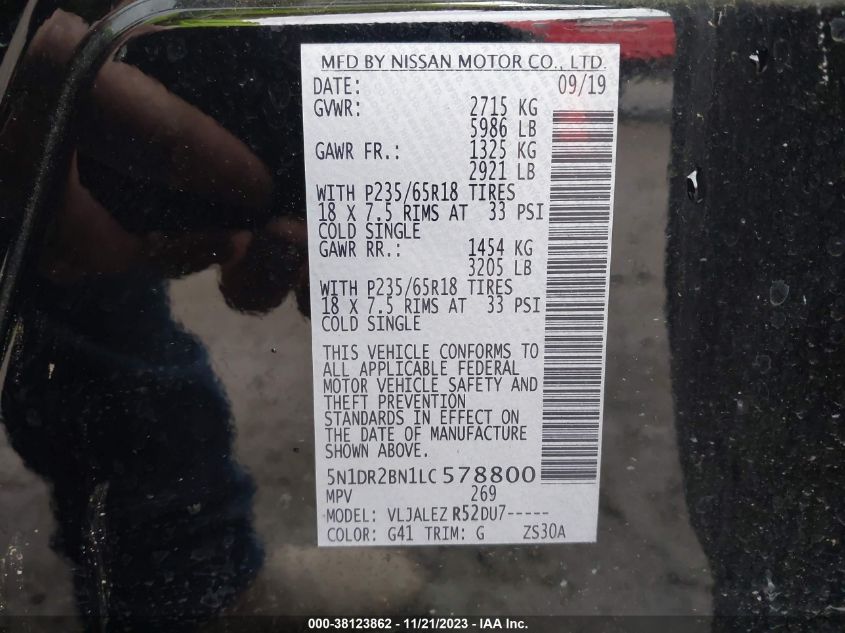 MFD BY NISSAN MOTOR CO., LTD.
DATE: 09/19
GVWR: 2715 KG
5986 LB
GAWR FR.: 1325 KG
2921 LB
WITH P235/65R18 TIRES
18 X 7.5 RIMS AT 33 PSI
COLD SINGLE
GAWR RR.: 1454 KG
3205 LB
WITH P235/65R18 TIRES
18 X 7.5 RIMS AT 33 PSI
COLD SINGLE
THIS VEHICLE CONFORMS TO
ALL APPLICABLE FEDERAL
MOTOR VEHICLE SAFETY AND
THEFT PREVENTION
STANDARDS IN EFFECT ON
THE DATE OF MANUFACTURE
SHOWN ABOVE.
5N1DR2BN1LC578800
MPV 269
MODEL: VLJALEZ R52DU7-----
COLOR: G41 TRIM: G ZS30A
000-38123862 - 11/21/2023 - IAA Inc.